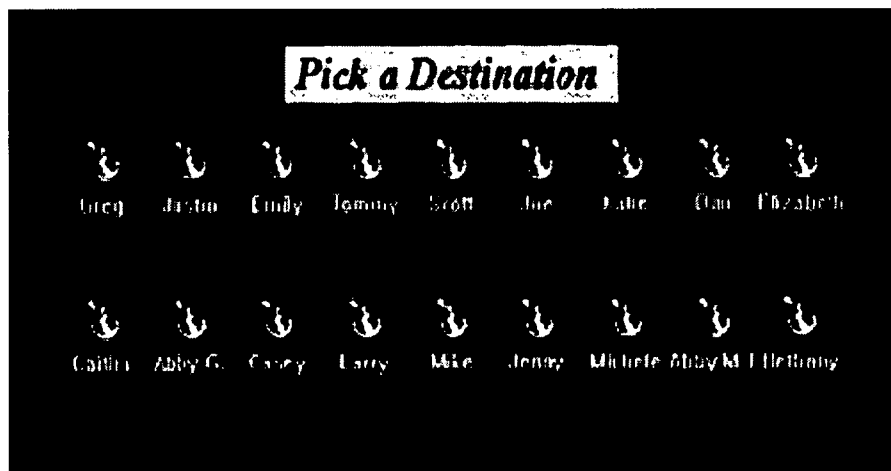 Pick a Destination
Greg Justin Emily Tommy Scott Joe Katie Dan Elizabeth
Caitlin Abby G. Casey Larry Mike Jenny Michele Abby M.